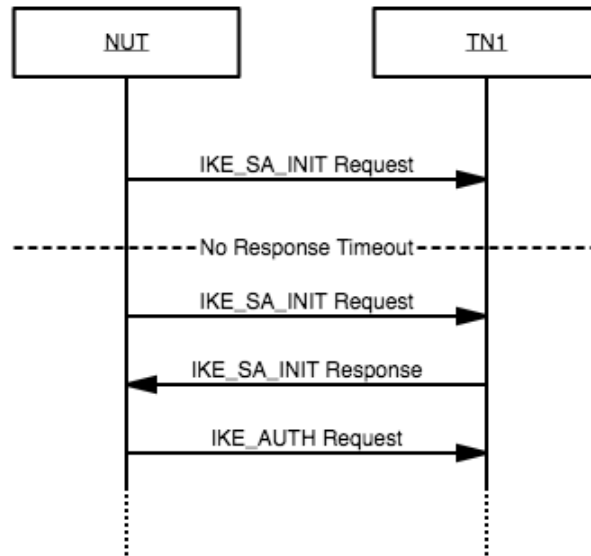 NUT
TN1
IKE_SA_INIT Request
No Response Timeout
IKE_SA_INIT Request
IKE_SA_INIT Response
IKE_AUTH Request